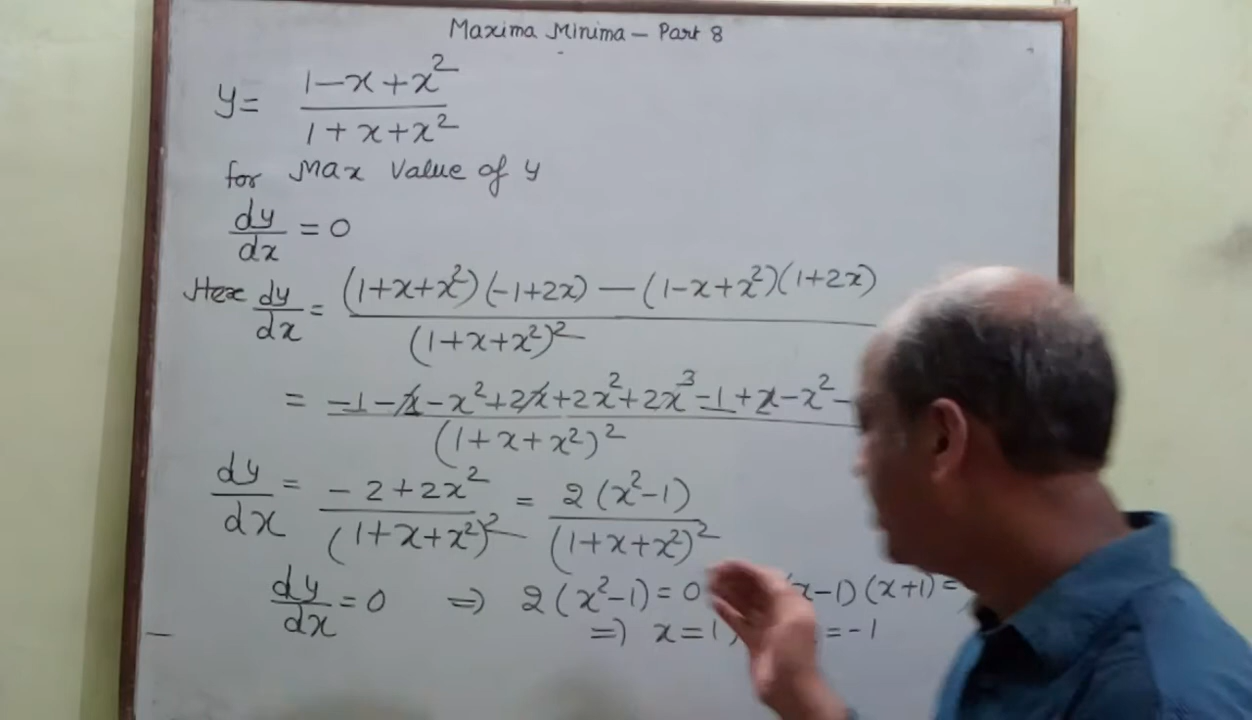 Maxima Minima - Part 8
y = (1-x+x²)/(1+x+x²)
for Max Value of y
dy/dx = 0
Here dy/dx = ((1+x+x²)(-1+2x) - (1-x+x²)(1+2x))/(1+x+x²)²
= (-1-x-x²+2x+2x²+2x³-1+x-x²-)/(1+x+x²)²
dy/dx = (-2+2x²)/(1+x+x²)² = 2(x²-1)/(1+x+x²)²
dy/dx = 0 ⇒ 2(x²-1)=0 (x-1)(x+1)=
⇒ x=1, =-1